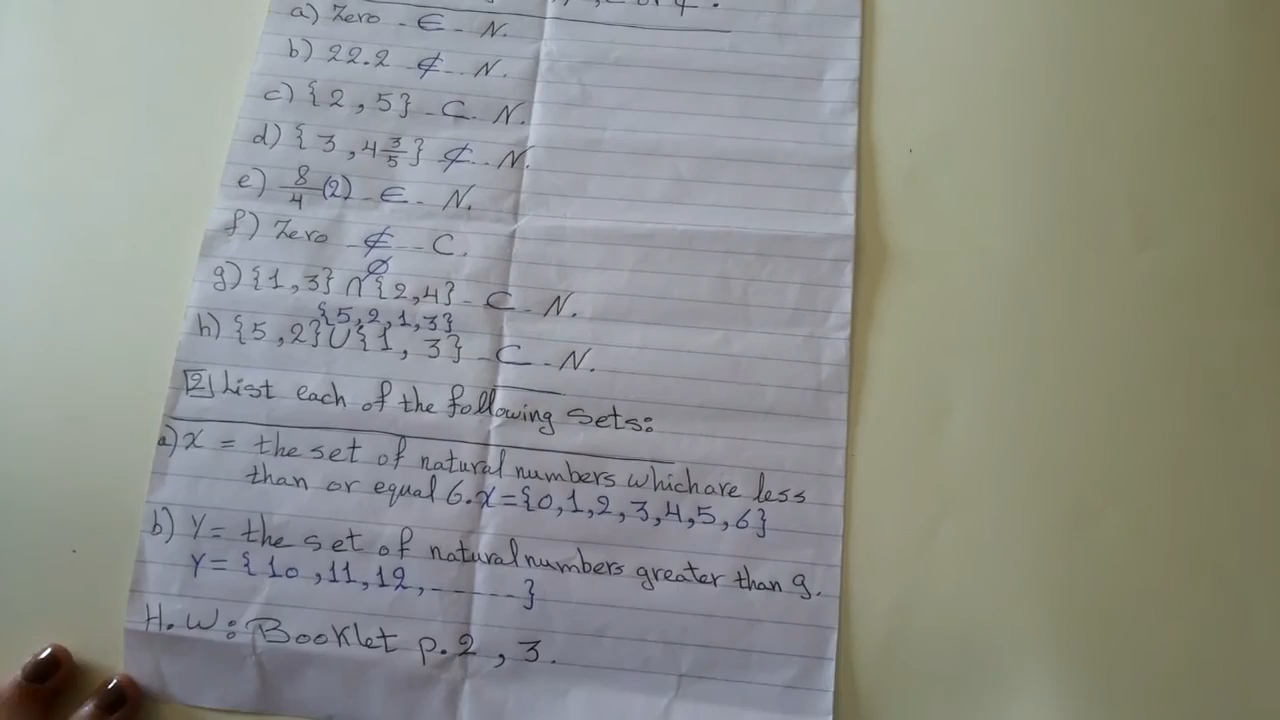 a) Zero - ∈ - N.
b) 22.2 - ∉ - N.
c) {2, 5} - ⊂ - N.
d) {3, 4 3/5} ⊄ - N.
e) 8/4 (2) - ∈ - N.
f) Zero - ∉ - C.
∅
g) {1, 3} ∩ {2, 4} - ⊂ - N.
{5, 2, 1, 3}
h) {5, 2} ∪ {1, 3} - ⊂ - N.
[2] List each of the following sets:
a) X = the set of natural numbers which are less
than or equal 6. X = {0, 1, 2, 3, 4, 5, 6}
b) Y = the set of natural numbers greater than 9.
Y = {10, 11, 12, ------}
H.W: Booklet p. 2, 3.